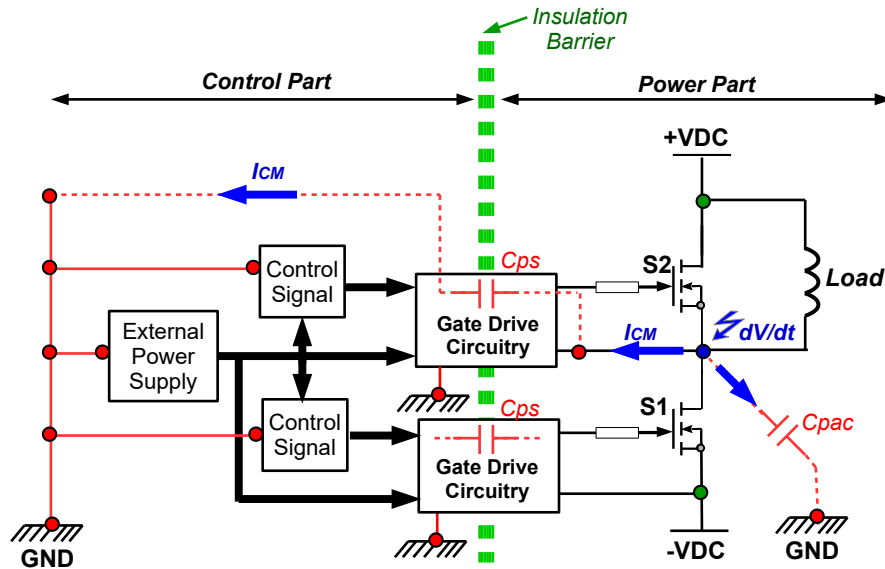 Insulation
Barrier
Control Part
Power Part
+VDC
ICM
Cps
S2
Control
Signal
Load
Gate Drive
Circuitry
ICM
dV/dt
External
Power
Supply
Cps
S1
Control
Signal
Cpac
Gate Drive
Circuitry
GND
-VDC
GND